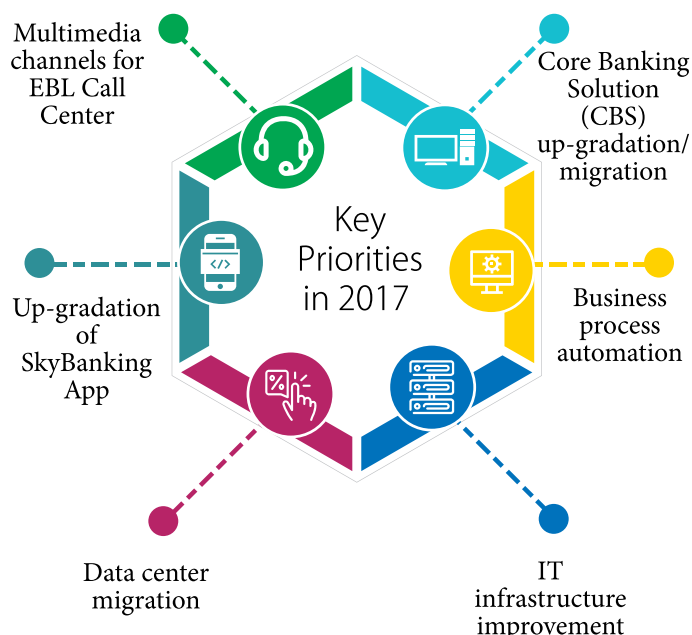 Multimedia
channels for
EBL Call
Center
Core Banking
Solution
(CBS)
up-gradation/
migration
Key
Priorities
in 2017
Up-gradation
of
SkyBanking
App
Business
process
automation
Data center
migration
IT
infrastructure
improvement